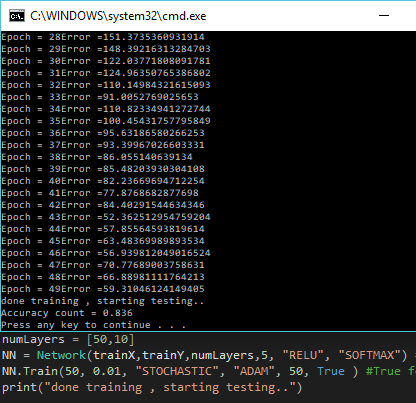 C:\WINDOWS\system32\cmd.exe
Epoch = 28Error =151.3735360931914
Epoch = 29Error =148.39216313284703
Epoch = 30Error =122.03771808091781
Epoch = 31Error =124.96350765386802
Epoch = 32Error =110.14984321615093
Epoch = 33Error =91.0052769025653
Epoch = 34Error =110.82334941272744
Epoch = 35Error =100.45431757795849
Epoch = 36Error =95.63186580266253
Epoch = 37Error =93.39967026603331
Epoch = 38Error =86.055140639134
Epoch = 39Error =85.48203930304108
Epoch = 40Error =82.23669694712254
Epoch = 41Error =77.8768682877698
Epoch = 42Error =84.40291544634346
Epoch = 43Error =52.362512954759204
Epoch = 44Error =57.85564593819614
Epoch = 45Error =63.48369989893534
Epoch = 46Error =56.939812049016524
Epoch = 47Error =70.77689003758631
Epoch = 48Error =66.88981111764213
Epoch = 49Error =59.31046124149405
done training , starting testing..
Accuracy count = 0.836
Press any key to continue . . .
numLayers = [50,10]
NN = Network(trainX,trainY,numLayers,5, "RELU", "SOFTMAX")
NN.Train(50, 0.01, "STOCHASTIC", "ADAM", 50, True ) #True f
print("done training , starting testing..")